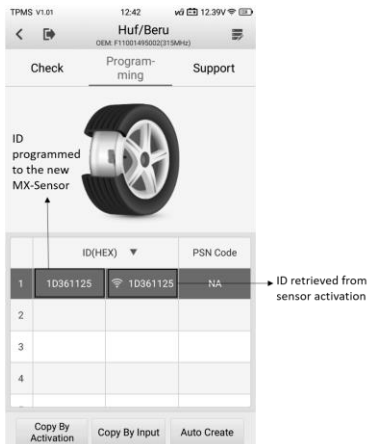 TPMS V1.01 12:42 12.39V
Huf/Beru
OEM: F11001495002(315MHz)
Check Program-
ming Support
ID
programmed
to the new
MX-Sensor
ID(HEX) ▼ PSN Code
1 1D361125 1D361125 NA
ID retrieved from
sensor activation
2
3
4
Copy By
Activation Copy By Input Auto Create